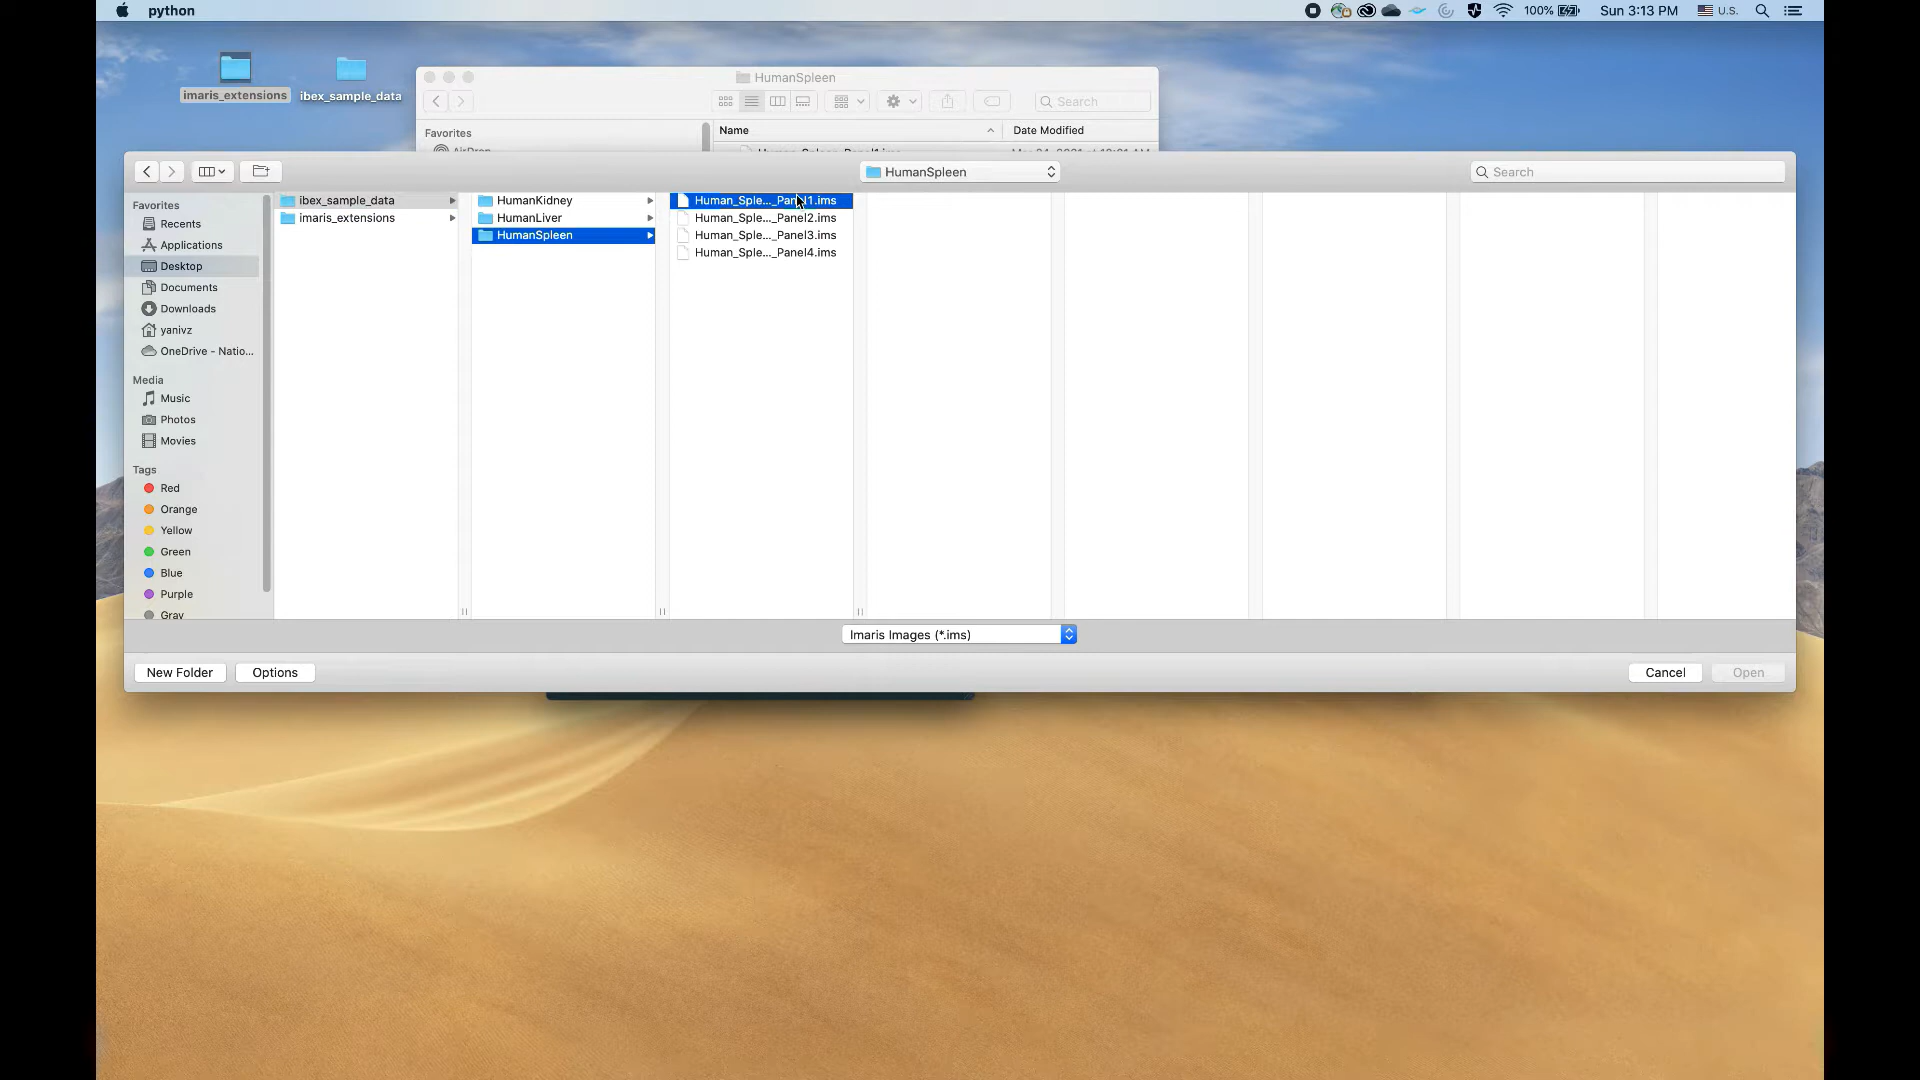 python
100%
Sun 3:13 PM
U.S.
imaris_extensions
ibex_sample_data
HumanSpleen
Search
Favorites
Name
Date Modified
AirDrop
HumanSpleen
Search
Favorites
Recents
Applications
Desktop
Documents
Downloads
yanivz
OneDrive - Natio...
Media
Music
Photos
Movies
Tags
Red
Orange
Yellow
Green
Blue
Purple
Gray
ibex_sample_data
imaris_extensions
HumanKidney
HumanLiver
HumanSpleen
Human_Sple..._Panel1.ims
Human_Sple..._Panel2.ims
Human_Sple..._Panel3.ims
Human_Sple..._Panel4.ims
Imaris Images (*.ims)
New Folder
Options
Cancel
Open